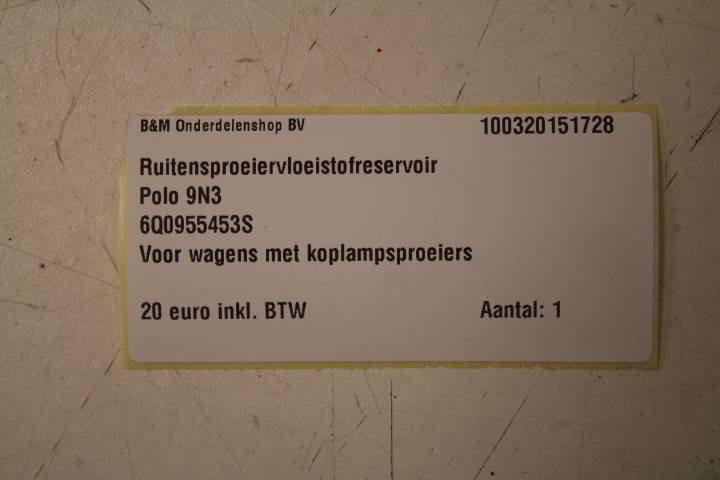 B&M Onderdelenshop BV 100320151728
Ruitensproeiervloeistofreservoir
Polo 9N3
6Q0955453S
Voor wagens met koplampsproeiers
20 euro inkl. BTW Aantal: 1